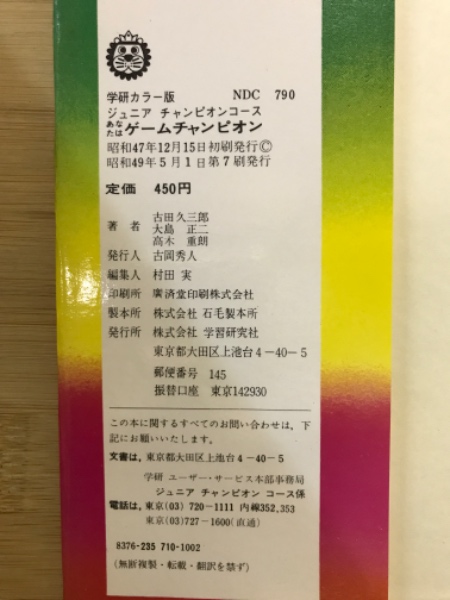 学研カラー版 NDC 790
ジュニア チャンピオンコース
あなたは ゲームチャンピオン
昭和47年12月15日初刷発行Ⓒ
昭和49年5月1日第7刷発行
定価 450円
著者 古田久三郎
大島 正二
高木 重朗
発行人 古岡秀人
編集人 村田 実
印刷所 廣済堂印刷株式会社
製本所 株式会社 石毛製本所
発行所 株式会社 学習研究社
東京都大田区上池台4-40-5
郵便番号 145
振替口座 東京142930
この本に関するすべてのお問い合わせは,下
記にお願いいたします。
文書は,東京都大田区上池台4-40-5
学研 ユーザー・サービス本部事務局
ジュニア チャンピオン コース係
電話は,東京(03) 720-1111 内線352,353
東京(03)727-1600(直通)
8376-235 710-1002
(無断複製・転載・翻訳を禁ず)